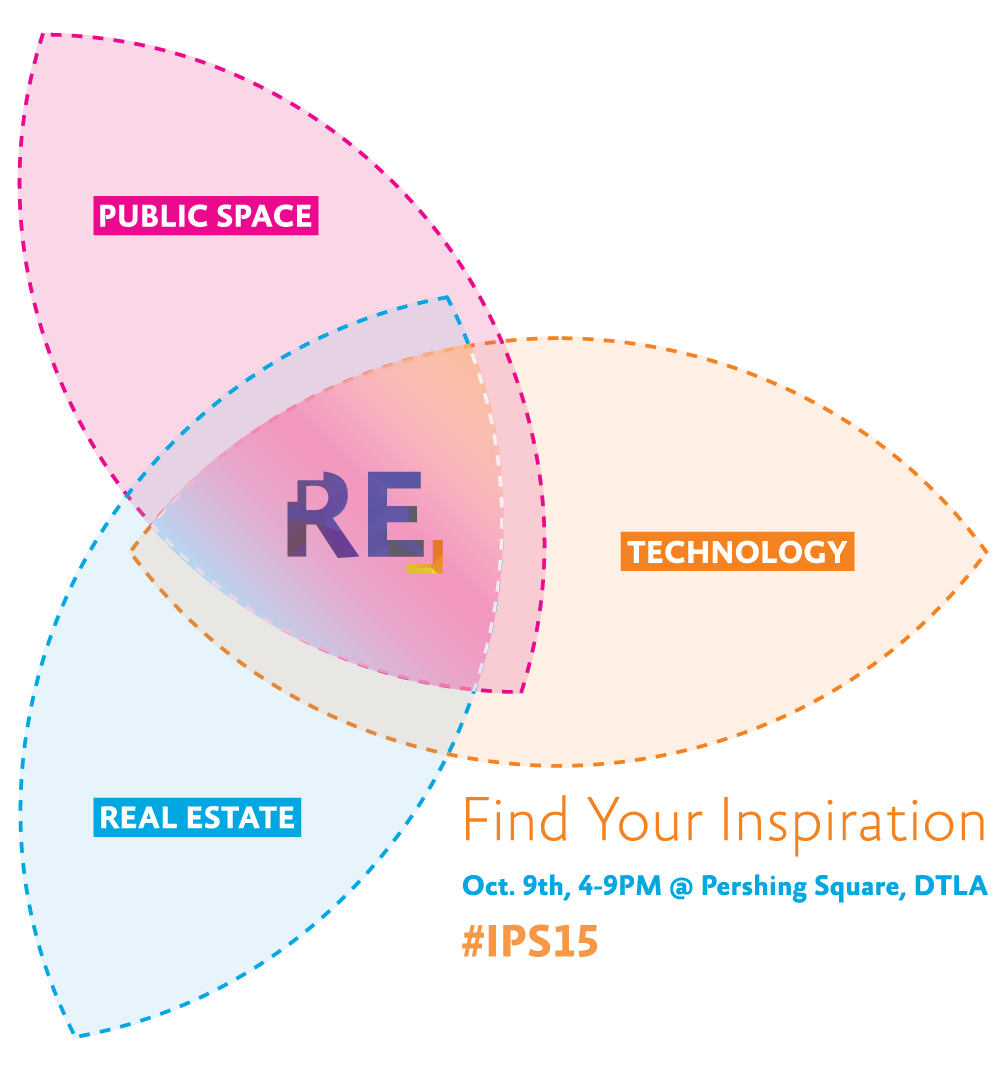 PUBLIC SPACE
RE
TECHNOLOGY
REAL ESTATE
Find Your Inspiration
Oct. 9th, 4-9PM @ Pershing Square, DTLA
#IPS15